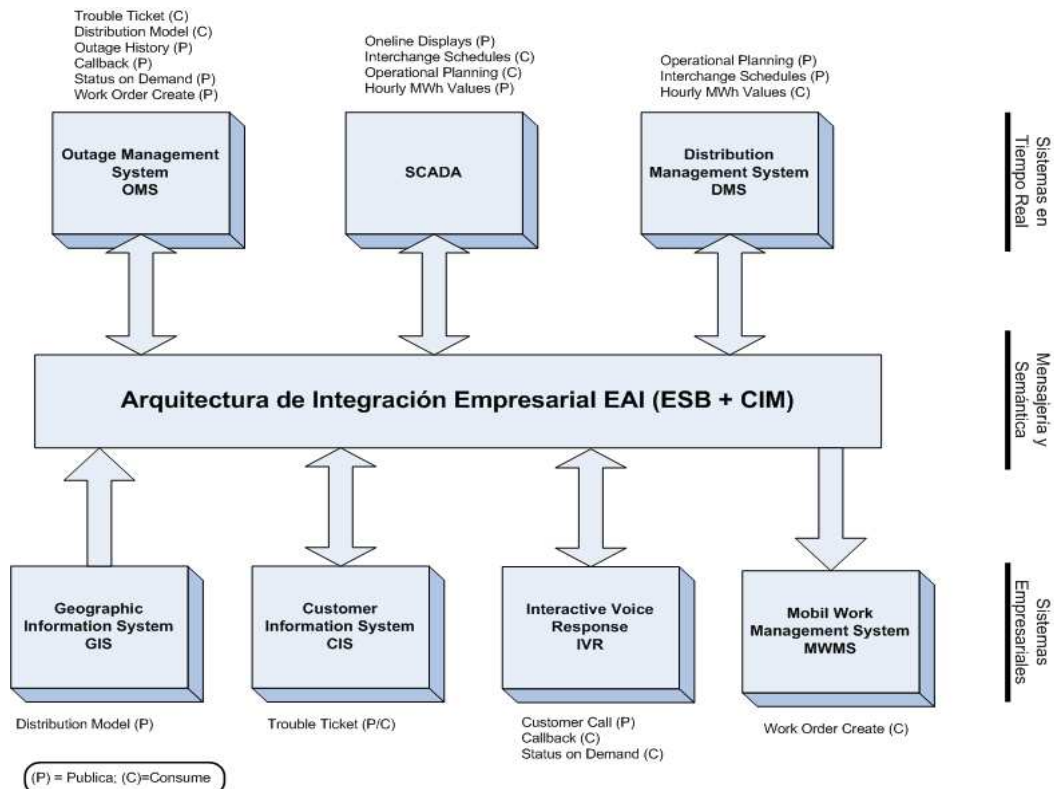 Trouble Ticket (C)
Distribution Model (C)
Outage History (P)
Callback (P)
Status on Demand (P)
Work Order Create (P)
Oneline Displays (P)
Interchange Schedules (C)
Operational Planning (C)
Hourly MWh Values (P)
Operational Planning (P)
Interchange Schedules (P)
Hourly MWh Values (C)
Outage Management
System
OMS
SCADA
Distribution
Management System
DMS
Sistemas en
Tiempo Real
Arquitectura de Integración Empresarial EAI (ESB + CIM)
Mensajería y
Semántica
Geographic
Information System
GIS
Customer
Information System
CIS
Interactive Voice
Response
IVR
Mobil Work
Management System
MWMS
Sistemas
Empresariales
Distribution Model (P)
Trouble Ticket (P/C)
Customer Call (P)
Callback (C)
Status on Demand (C)
Work Order Create (C)
(P) = Publica; (C)=Consume